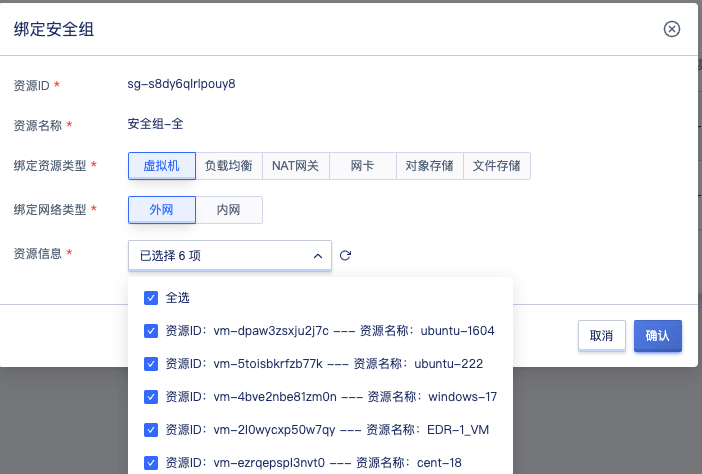 绑定安全组
资源ID *
sg-s8dy6qlrlpouy8
资源名称 *
安全组-全
绑定资源类型 *
虚拟机 负载均衡 NAT网关 网卡 对象存储 文件存储
绑定网络类型 *
外网 内网
资源信息 *
已选择 6 项
全选
资源ID：vm-dpaw3zsxju2j7c --- 资源名称：ubuntu-1604
资源ID：vm-5toisbkrfzb77k --- 资源名称：ubuntu-222
资源ID：vm-4bve2nbe81zm0n --- 资源名称：windows-17
资源ID：vm-2l0wycxp50w7qy --- 资源名称：EDR-1_VM
资源ID：vm-ezrqepspl3nvt0 --- 资源名称：cent-18
取消 确认